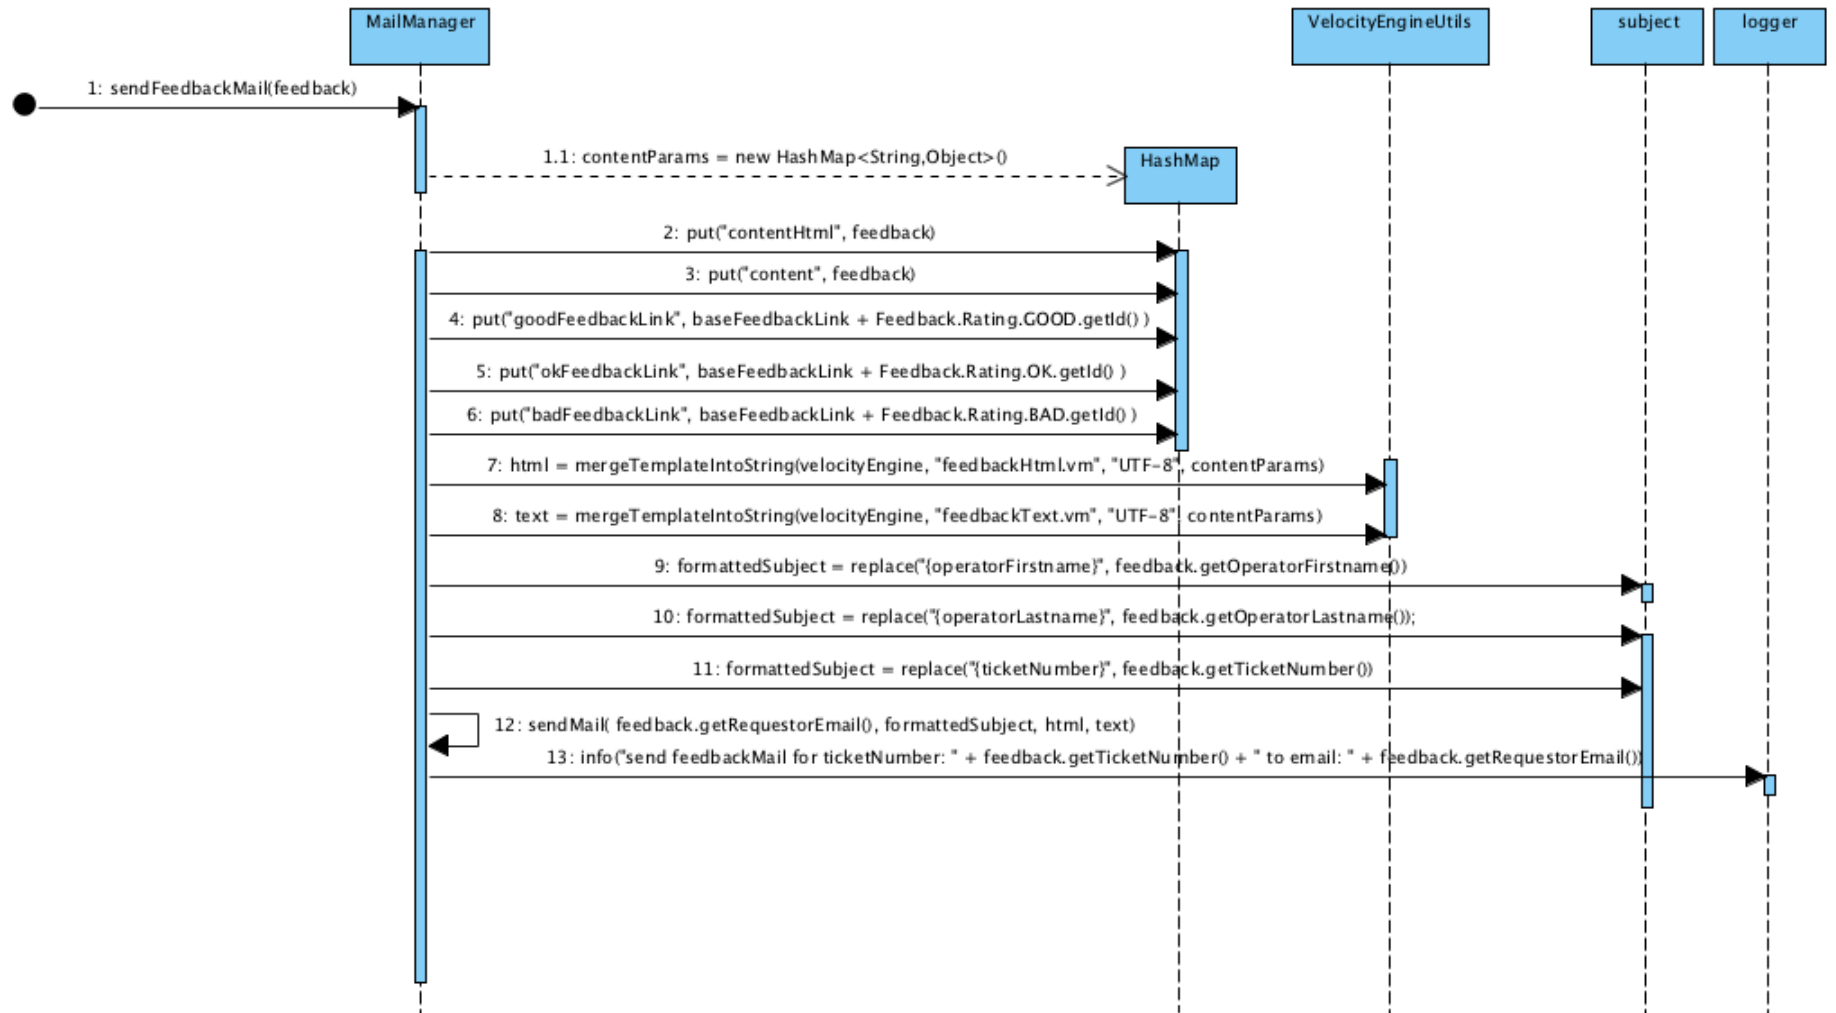 MailManager
VelocityEngineUtils
subject
logger
1: sendFeedbackMail(feedback)
1.1: contentParams = new HashMap<String,Object>()
HashMap
2: put("contentHtml", feedback)
3: put("content", feedback)
4: put("goodFeedbackLink", baseFeedbackLink + Feedback.Rating.GOOD.getId() )
5: put("okFeedbackLink", baseFeedbackLink + Feedback.Rating.OK.getId() )
6: put("badFeedbackLink", baseFeedbackLink + Feedback.Rating.BAD.getId() )
7: html = mergeTemplateIntoString(velocityEngine, "feedbackHtml.vm", "UTF-8", contentParams)
8: text = mergeTemplateIntoString(velocityEngine, "feedbackText.vm", "UTF-8", contentParams)
9: formattedSubject = replace("{operatorFirstname}", feedback.getOperatorFirstname())
10: formattedSubject = replace("{operatorLastname}", feedback.getOperatorLastname());
11: formattedSubject = replace("{ticketNumber}", feedback.getTicketNumber())
12: sendMail( feedback.getRequestorEmail(), formattedSubject, html, text)
13: info("send feedbackMail for ticketNumber: " + feedback.getTicketNumber() + " to email: " + feedback.getRequestorEmail())